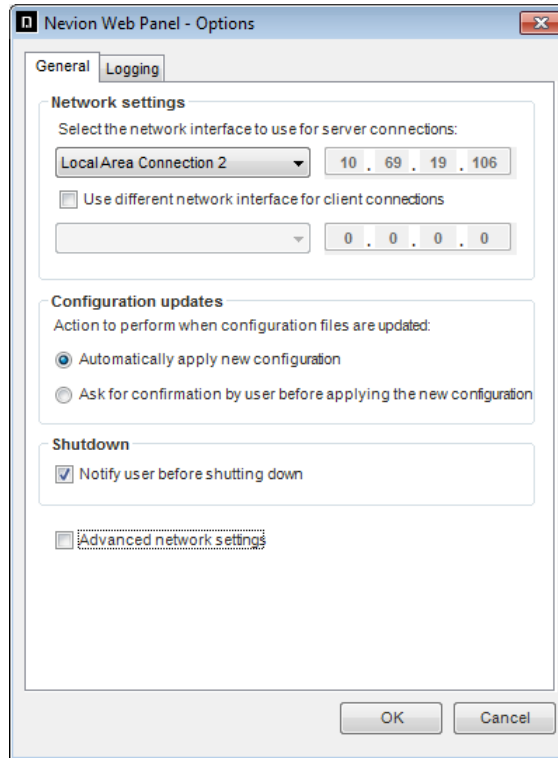 Nevion Web Panel - Options
General
Logging
Network settings
Select the network interface to use for server connections:
Local Area Connection 2
10 . 69 . 19 . 106
Use different network interface for client connections
0 . 0 . 0 . 0
Configuration updates
Action to perform when configuration files are updated:
Automatically apply new configuration
Ask for confirmation by user before applying the new configuration
Shutdown
Notify user before shutting down
Advanced network settings
OK
Cancel